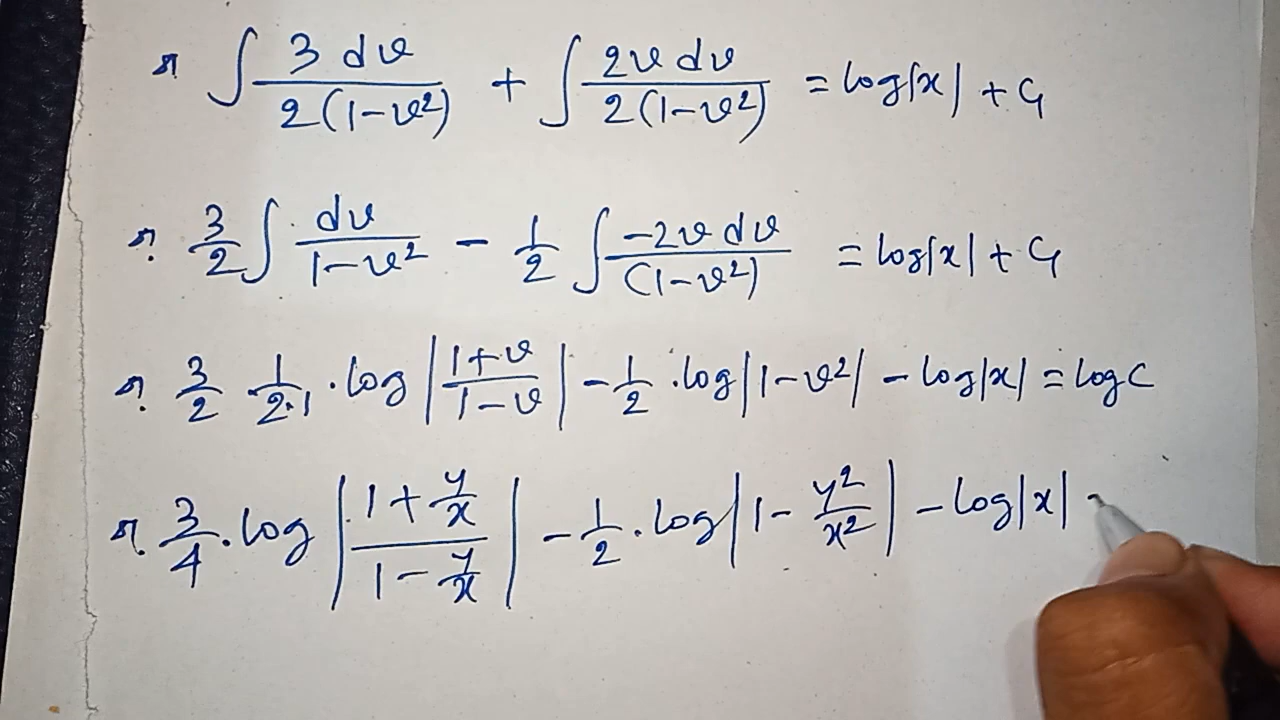 ⇒ ∫ 3 dv / 2(1-v²) + ∫ 2v dv / 2(1-v²) = log|x| + C₁
⇒ 3/2 ∫ dv / 1-v² - 1/2 ∫ -2v dv / (1-v²) = log|x| + C₁
⇒ 3/2 1/2.1 · log |1+v / 1-v| - 1/2 · log|1-v²| - log|x| = log C
⇒ 3/4 · log |1 + y/x / 1 - y/x| - 1/2 · log|1 - y²/x²| - log|x| -